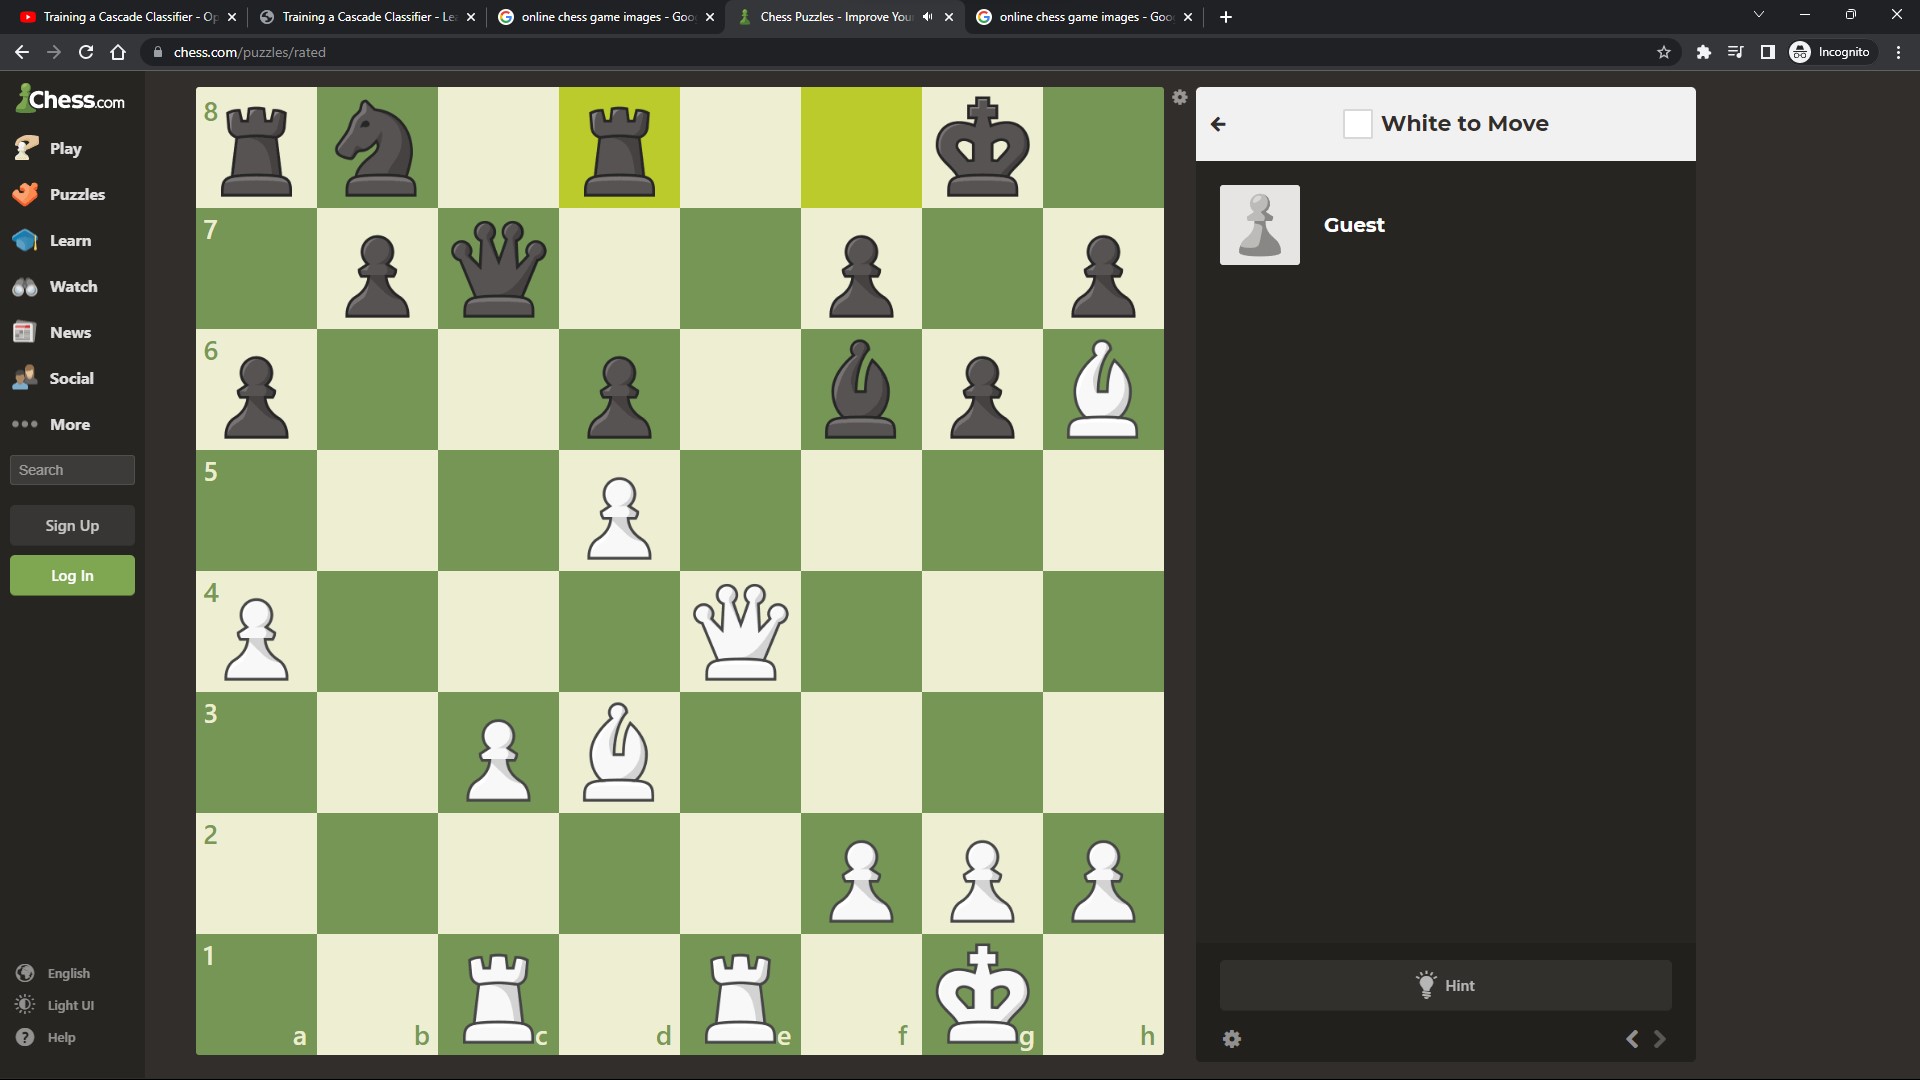 Training a Cascade Classifier - Op
Training a Cascade Classifier - Le
online chess game images - Goo
Chess Puzzles - Improve Your
online chess game images - Goo
chess.com/puzzles/rated
Incognito
Chess.com
Play
Puzzles
Learn
Watch
News
Social
More
Search
Sign Up
Log In
English
Light UI
Help
8
7
6
5
4
3
2
1
a b c d e f g h
White to Move
Guest
Hint